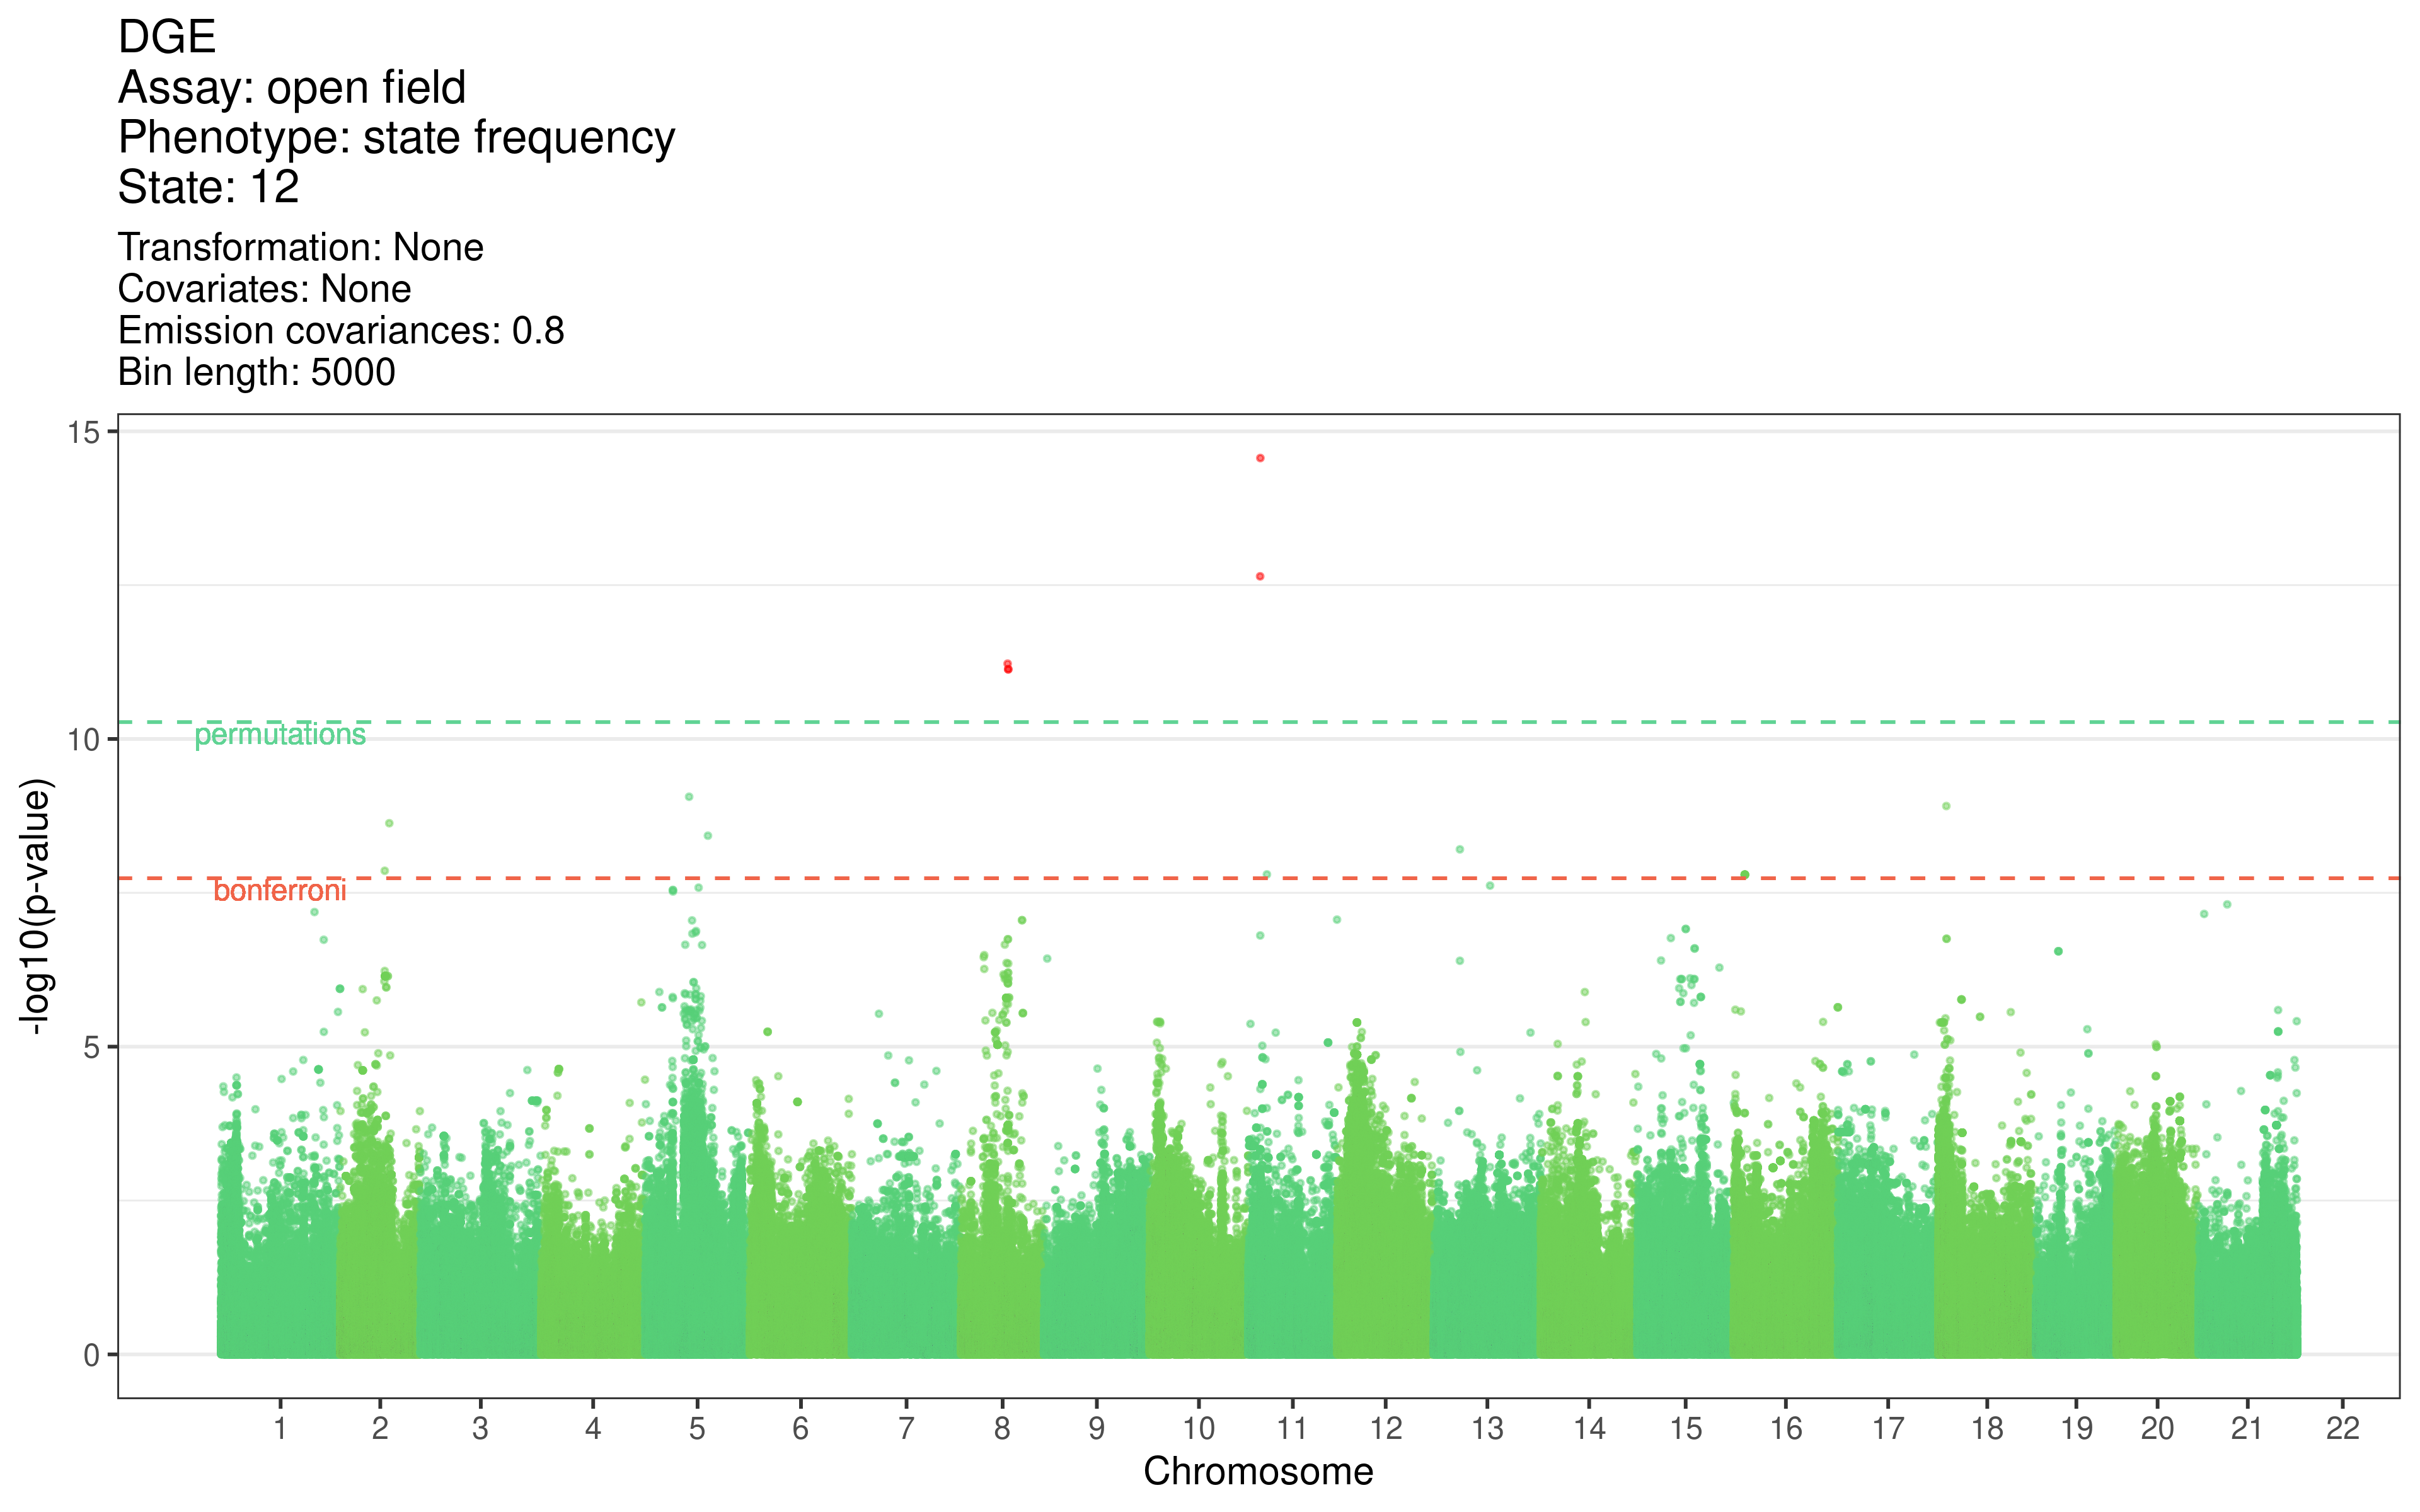 DGE
Assay: open field
Phenotype: state frequency
State: 12
Transformation: None
Covariates: None
Emission covariances: 0.8
Bin length: 5000
15
10
5
0
-log10(p-value)
permutations
bonferroni
1 2 3 4 5 6 7 8 9 10 11 12 13 14 15 16 17 18 19 20 21 22
Chromosome